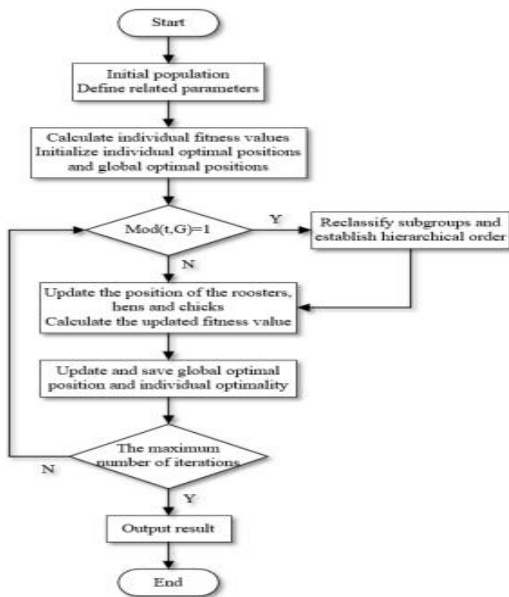 Start
Initial population
Define related parameters
Calculate individual fitness values
Initialize individual optimal positions
and global optimal positions
Mod(t,G)=1
Y
Reclassify subgroups and
establish hierarchical order
N
Update the position of the roosters,
hens and chicks
Calculate the updated fitness value
Update and save global optimal
position and individual optimality
The maximum
number of iterations
N
Y
Output result
End